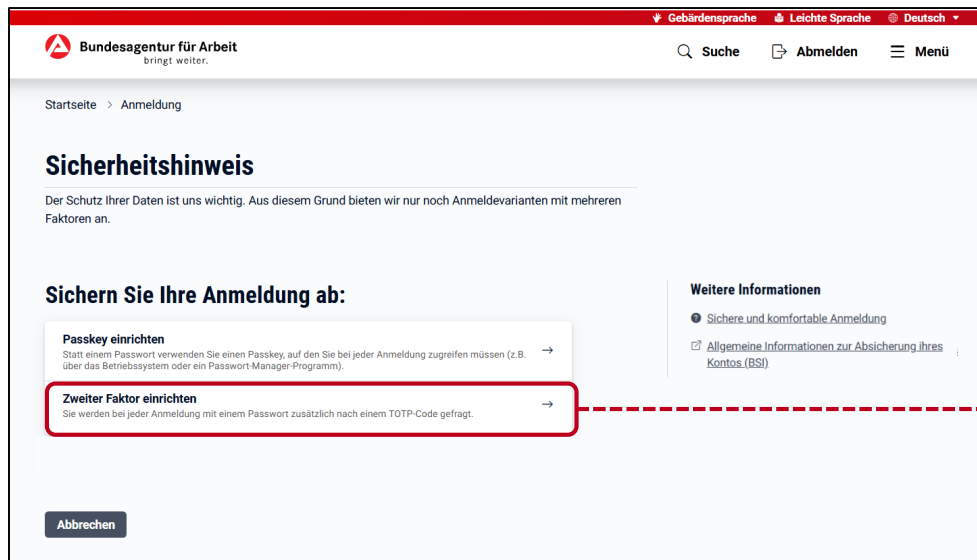 Gebärdensprache Leichte Sprache Deutsch
Bundesagentur für Arbeit
bringt weiter.
Suche Abmelden Menü
Startseite > Anmeldung
Sicherheitshinweis
Der Schutz Ihrer Daten ist uns wichtig. Aus diesem Grund bieten wir nur noch Anmeldevarianten mit mehreren
Faktoren an.
Sichern Sie Ihre Anmeldung ab:
Passkey einrichten
Statt einem Passwort verwenden Sie einen Passkey, auf den Sie bei jeder Anmeldung zugreifen müssen (z.B.
über das Betriebssystem oder ein Passwort-Manager-Programm).
Zweiter Faktor einrichten
Sie werden bei jeder Anmeldung mit einem Passwort zusätzlich nach einem TOTP-Code gefragt.
Weitere Informationen
Sichere und komfortable Anmeldung
Allgemeine Informationen zur Absicherung ihres
Kontos (BSI)
Abbrechen